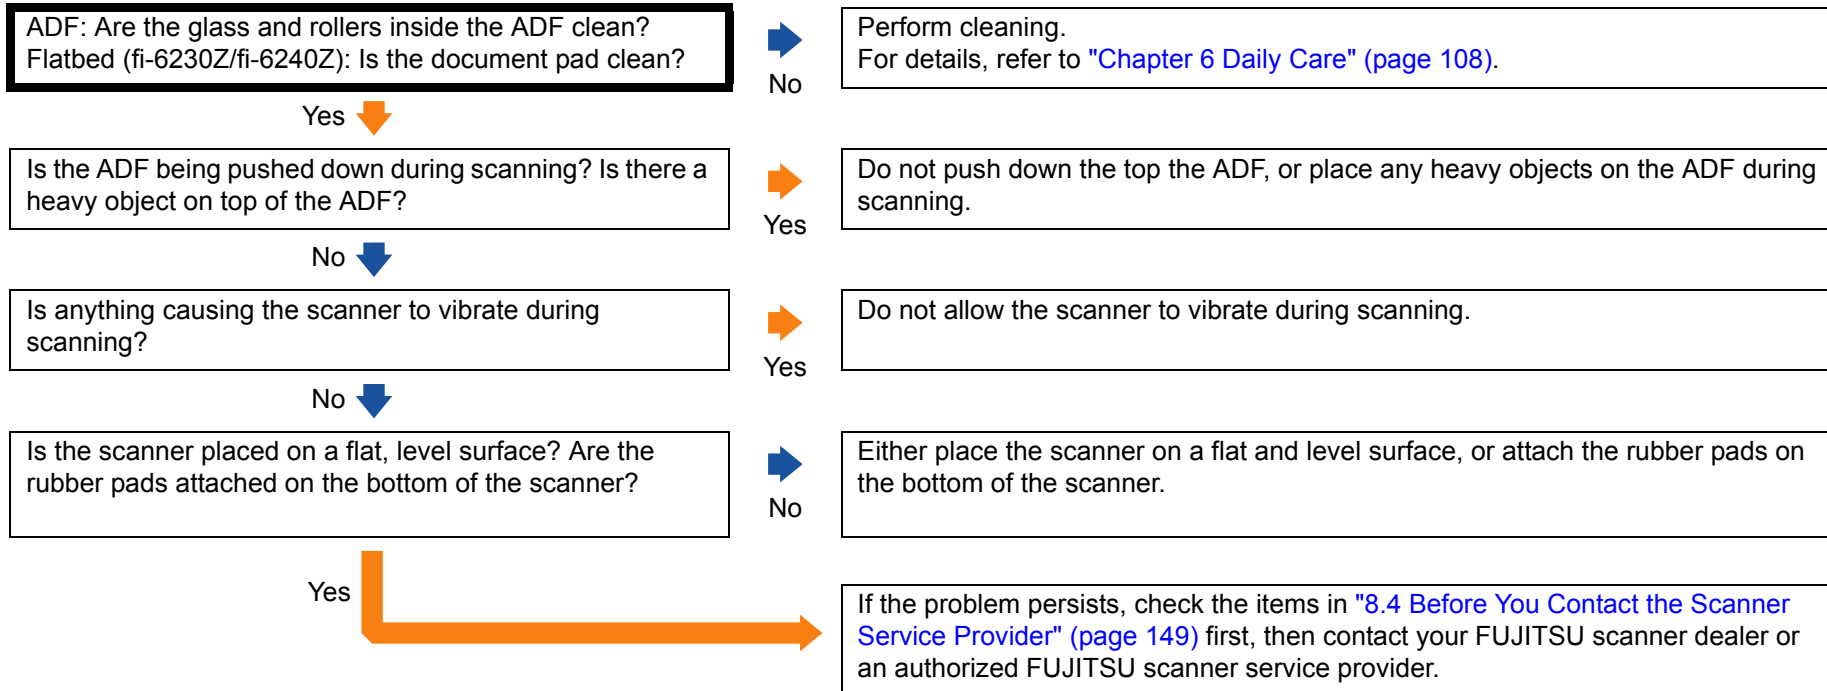 ADF: Are the glass and rollers inside the ADF clean?
Flatbed (fi-6230Z/fi-6240Z): Is the document pad clean?
No
Perform cleaning.
For details, refer to "Chapter 6 Daily Care" (page 108).
Yes
Is the ADF being pushed down during scanning? Is there a
heavy object on top of the ADF?
Yes
Do not push down the top the ADF, or place any heavy objects on the ADF during
scanning.
No
Is anything causing the scanner to vibrate during
scanning?
Yes
Do not allow the scanner to vibrate during scanning.
No
Is the scanner placed on a flat, level surface? Are the
rubber pads attached on the bottom of the scanner?
No
Either place the scanner on a flat and level surface, or attach the rubber pads on
the bottom of the scanner.
Yes
If the problem persists, check the items in "8.4 Before You Contact the Scanner
Service Provider" (page 149) first, then contact your FUJITSU scanner dealer or
an authorized FUJITSU scanner service provider.